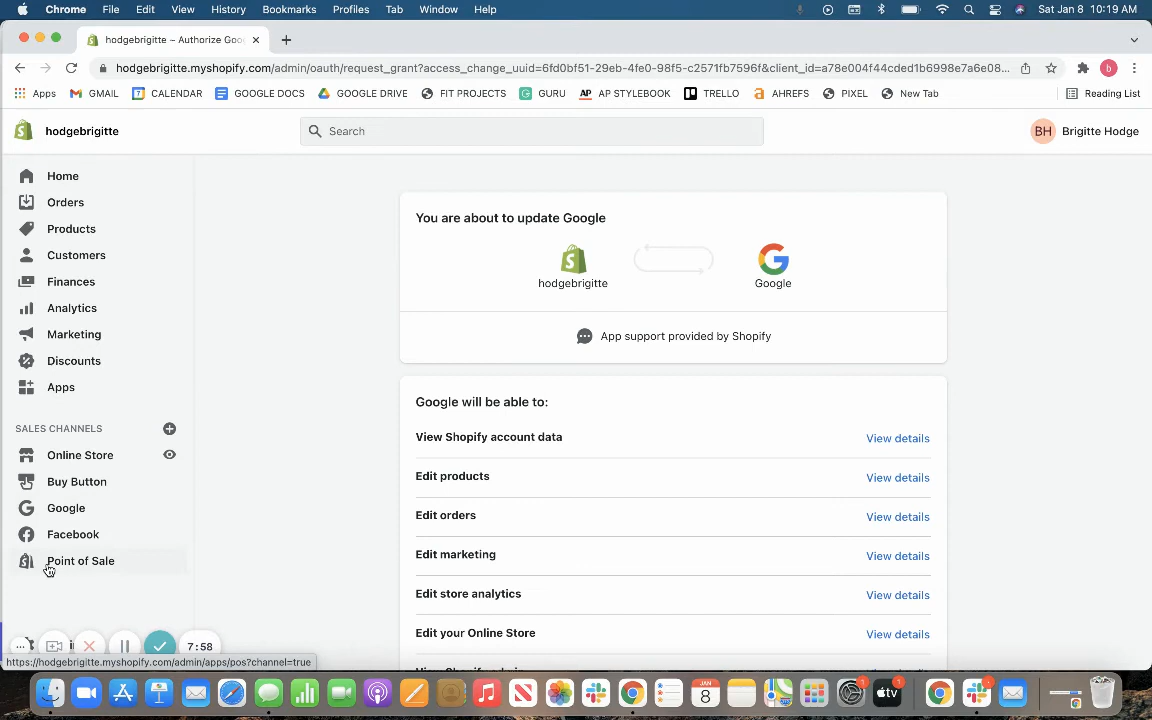 Chrome File Edit View History Bookmarks Profiles Tab Window Help Sat Jan 8 10:19 AM
hodgebrigitte ~ Authorize Goo
hodgebrigitte.myshopify.com/admin/oauth/request_grant?access_change_uuid=6fd0bf51-29eb-4fe0-98f5-c2571fb7596f&client_id=a78e004f44cded1b6998e7a6e08... b
Apps GMAIL CALENDAR GOOGLE DOCS GOOGLE DRIVE FIT PROJECTS GURU AP AP STYLEBOOK TRELLO AHREFS PIXEL New Tab Reading List
hodgebrigitte Search BH Brigitte Hodge
Home
Orders
Products
Customers
Finances
Analytics
Marketing
Discounts
Apps
SALES CHANNELS
Online Store
Buy Button
Google
Facebook
Point of Sale
7:58
https://hodgebrigitte.myshopify.com/admin/apps/pos?channel=true
You are about to update Google
hodgebrigitte Google
App support provided by Shopify
Google will be able to:
View Shopify account data View details
Edit products View details
Edit orders View details
Edit marketing View details
Edit store analytics View details
Edit your Online Store View details
JAN
8
1
tv
1